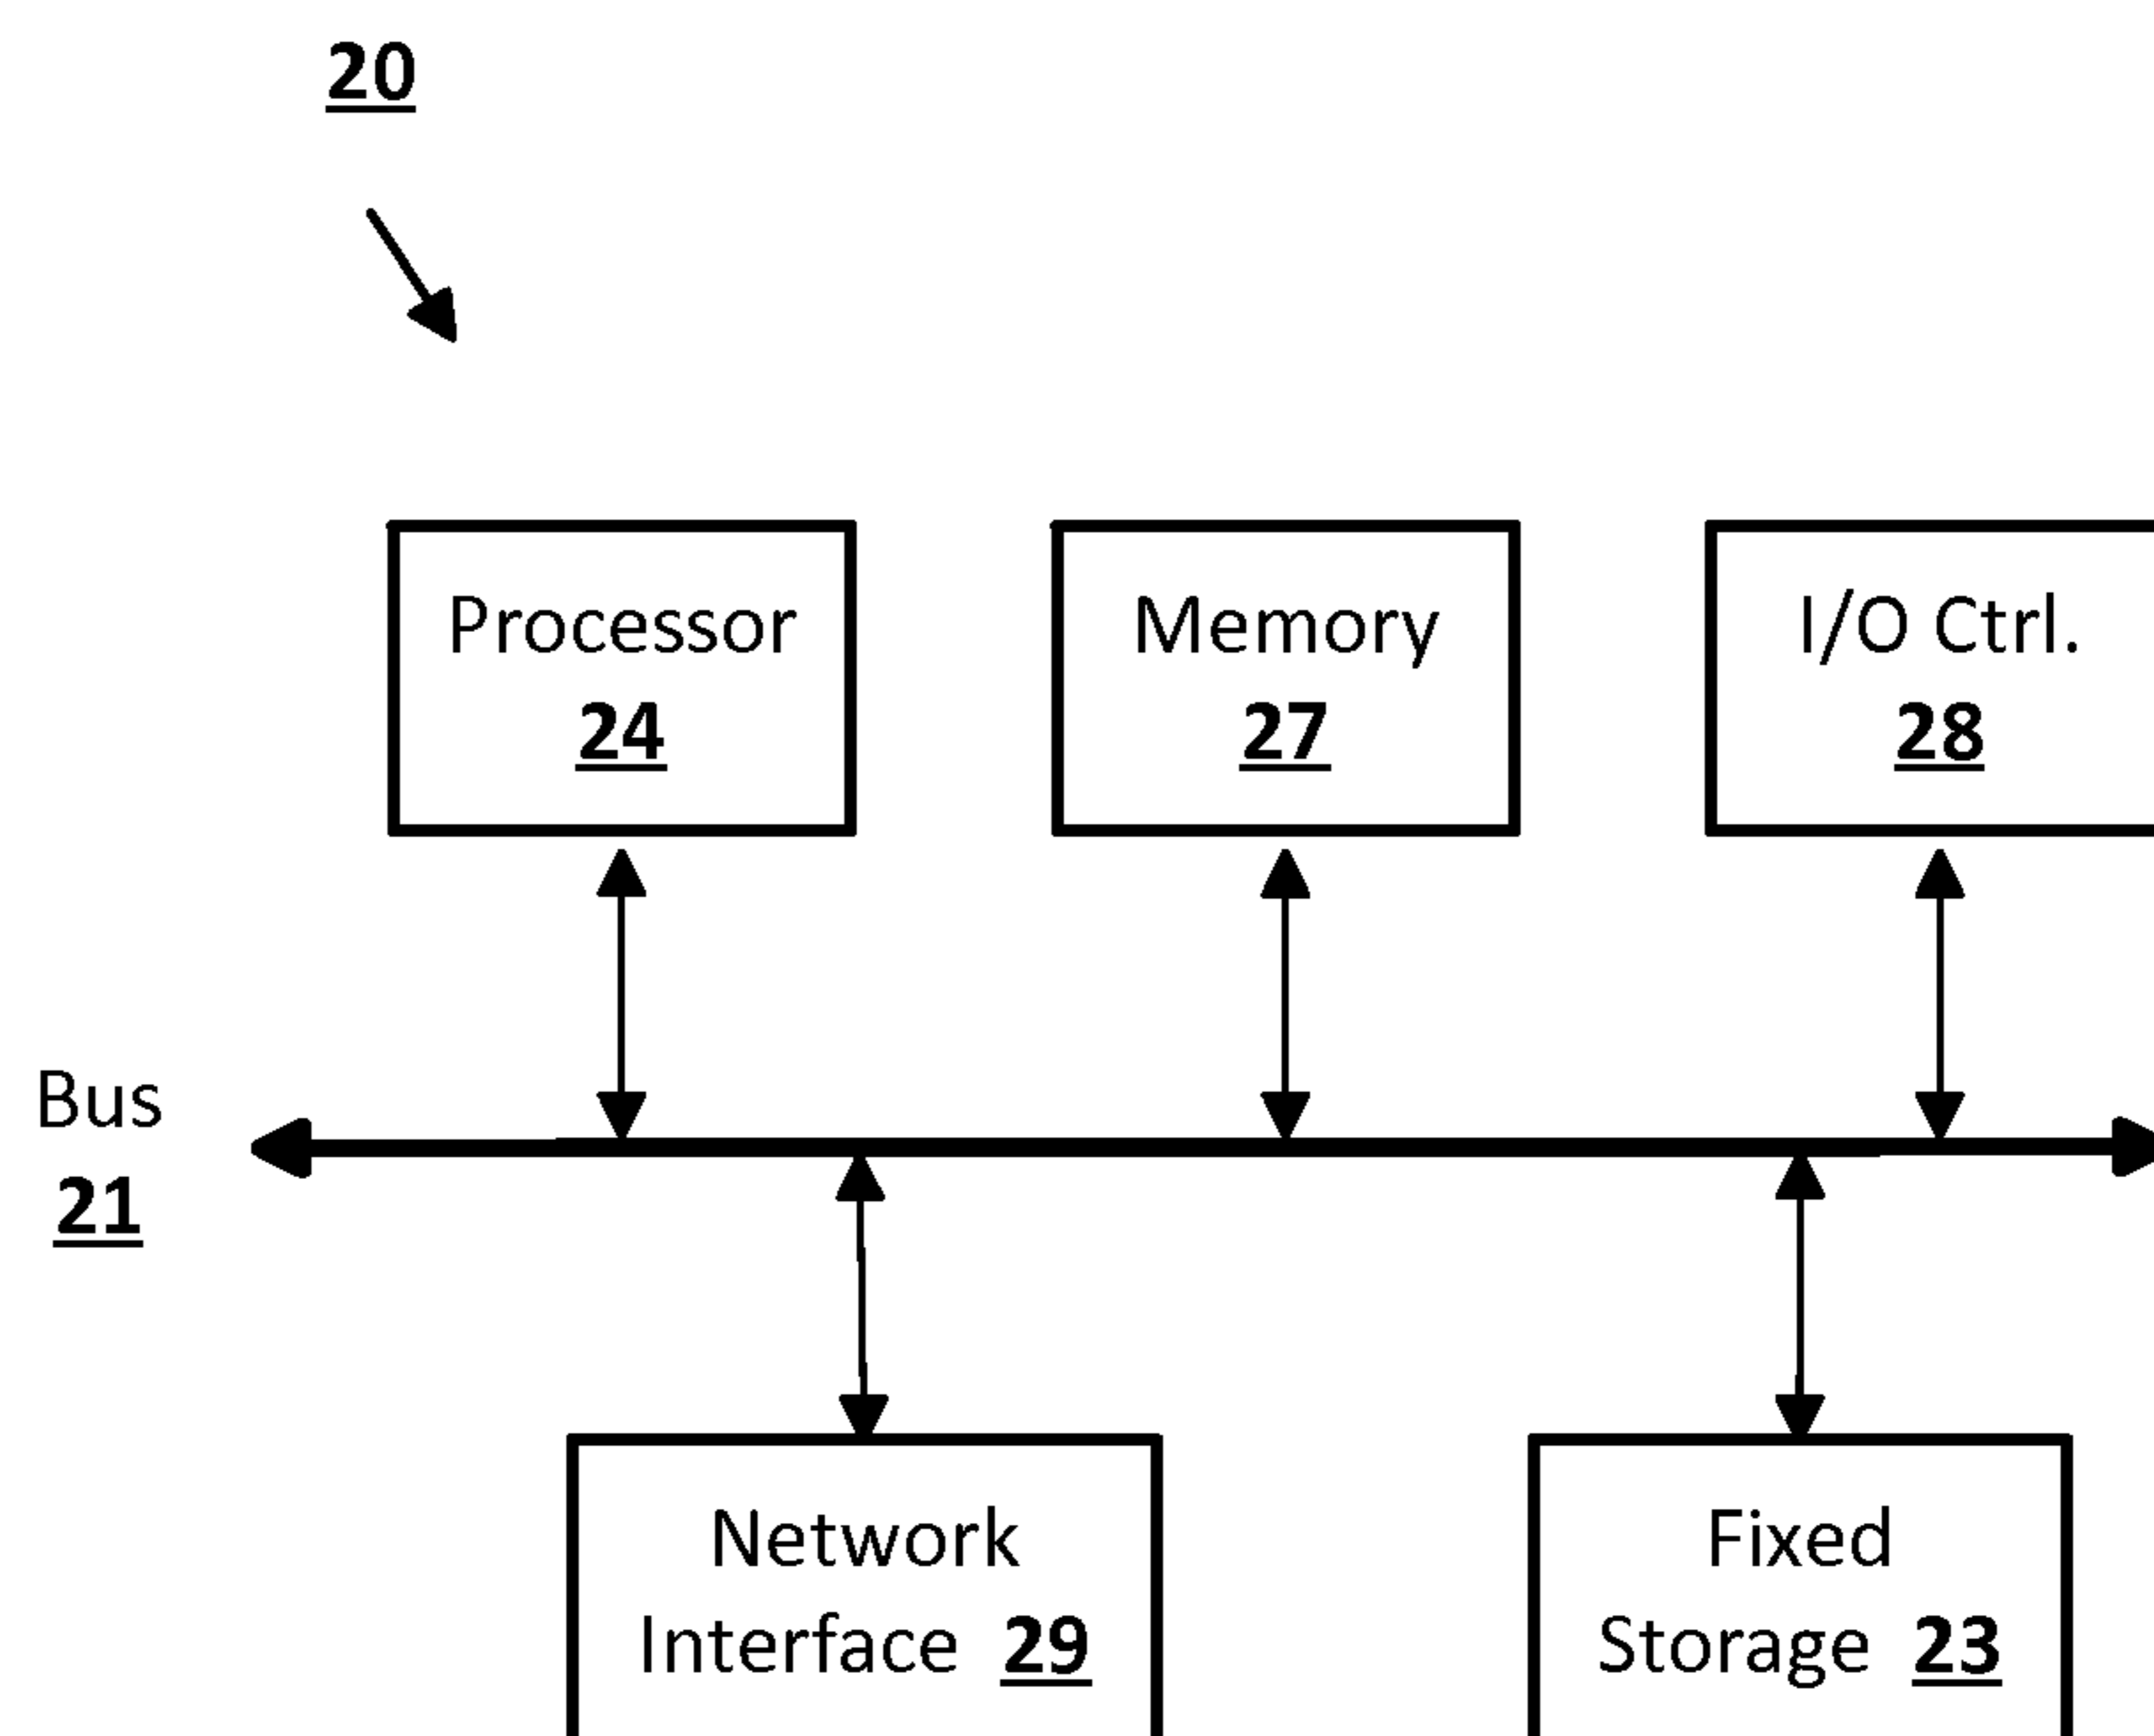 20
Processor
24
Memory
27
I/O Ctrl.
28
Bus
21
Network
Interface 29
Fixed
Storage 23